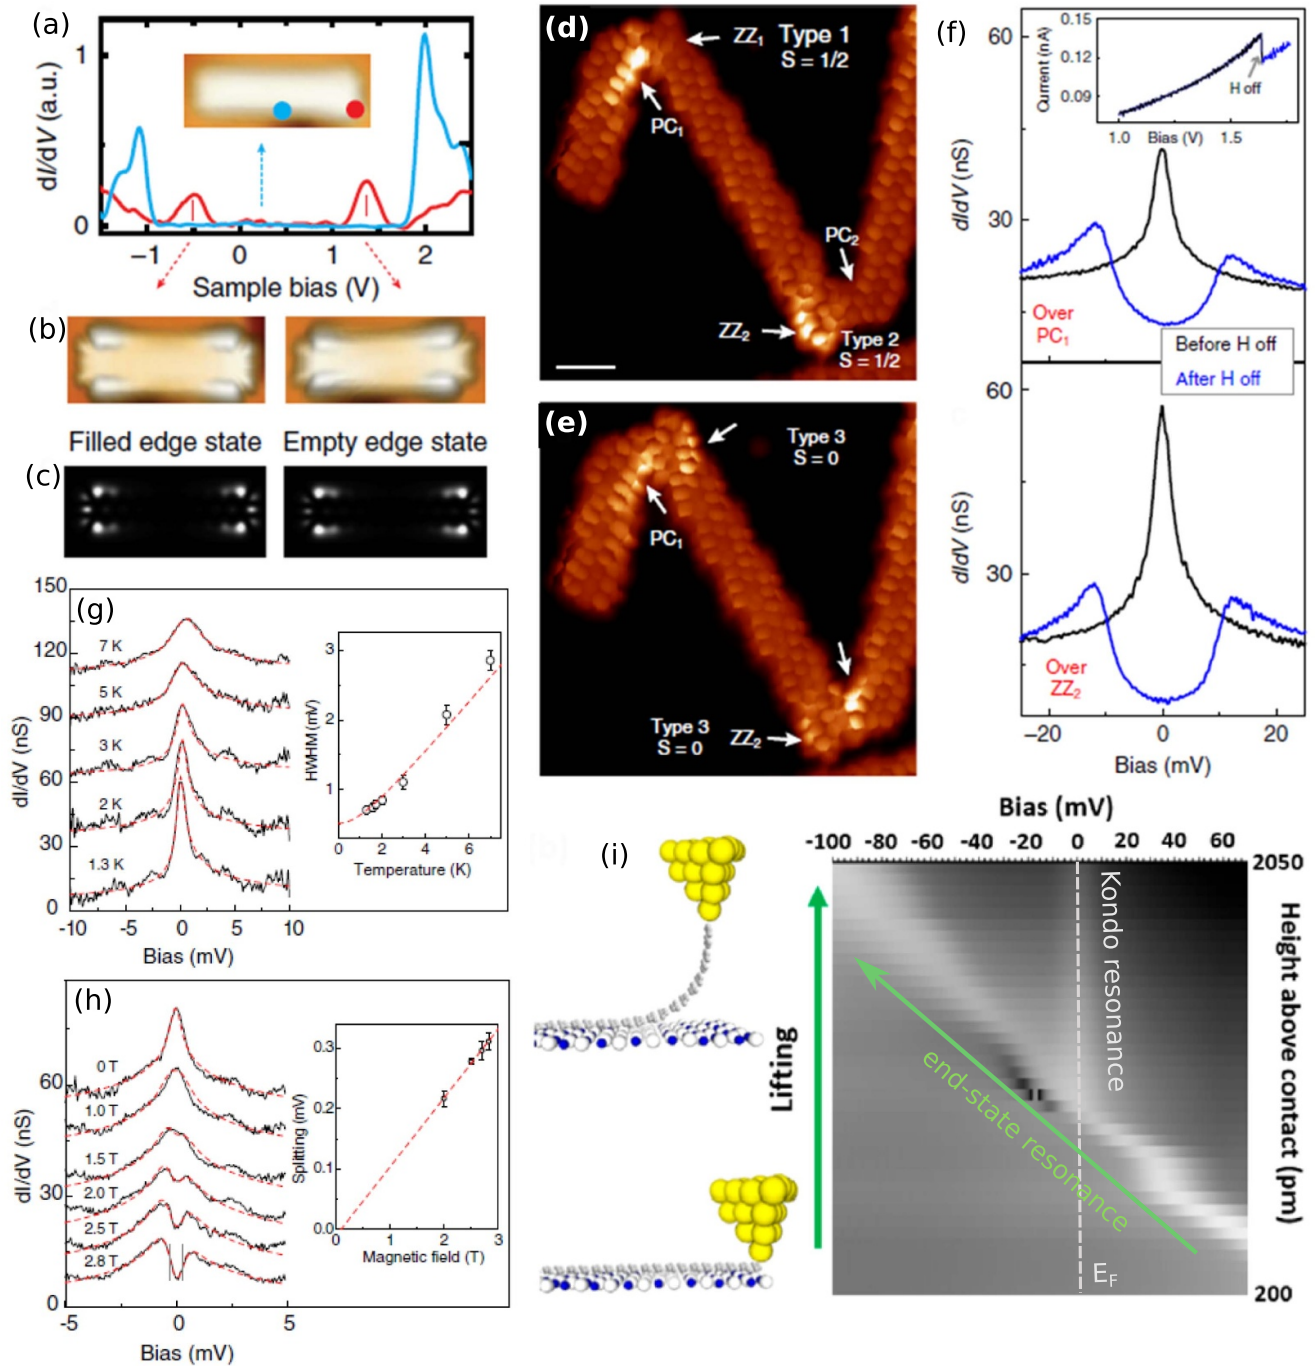 (a)
dI/dV (a.u.)
1
0
−1
0
1
2
Sample bias (V)
(b)
Filled edge state
Empty edge state
(c)
(d)
ZZ1
Type 1
S = 1/2
PC1
PC2
ZZ2
Type 2
S = 1/2
(e)
Type 3
S = 0
PC1
Type 3
S = 0
ZZ2
(f)
60
30
dI/dV (nS)
Current (nA)
0.15
0.12
0.09
H off
1.0
Bias (V)
1.5
Over
PC1
Before H off
After H off
60
30
dI/dV (nS)
Over
ZZ2
−20
0
20
Bias (mV)
(g)
dI/dV (nS)
150
120
90
60
30
0
7 K
5 K
3 K
2 K
1.3 K
-10
-5
0
5
10
Bias (mV)
HWHM (mV)
3
2
1
0
2
4
6
Temperature (K)
(h)
dI/dV (nS)
60
30
0
0 T
1.0 T
1.5 T
2.0 T
2.5 T
2.8 T
-5
0
5
Bias (mV)
Splitting (mV)
0.3
0.2
0.1
0.0
0
1
2
3
Magnetic field (T)
(i)
Bias (mV)
-100
-80
-60
-40
-20
0
20
40
60
2050
Kondo resonance
end-state resonance
EF
Lifting
Height above contact (pm)
200